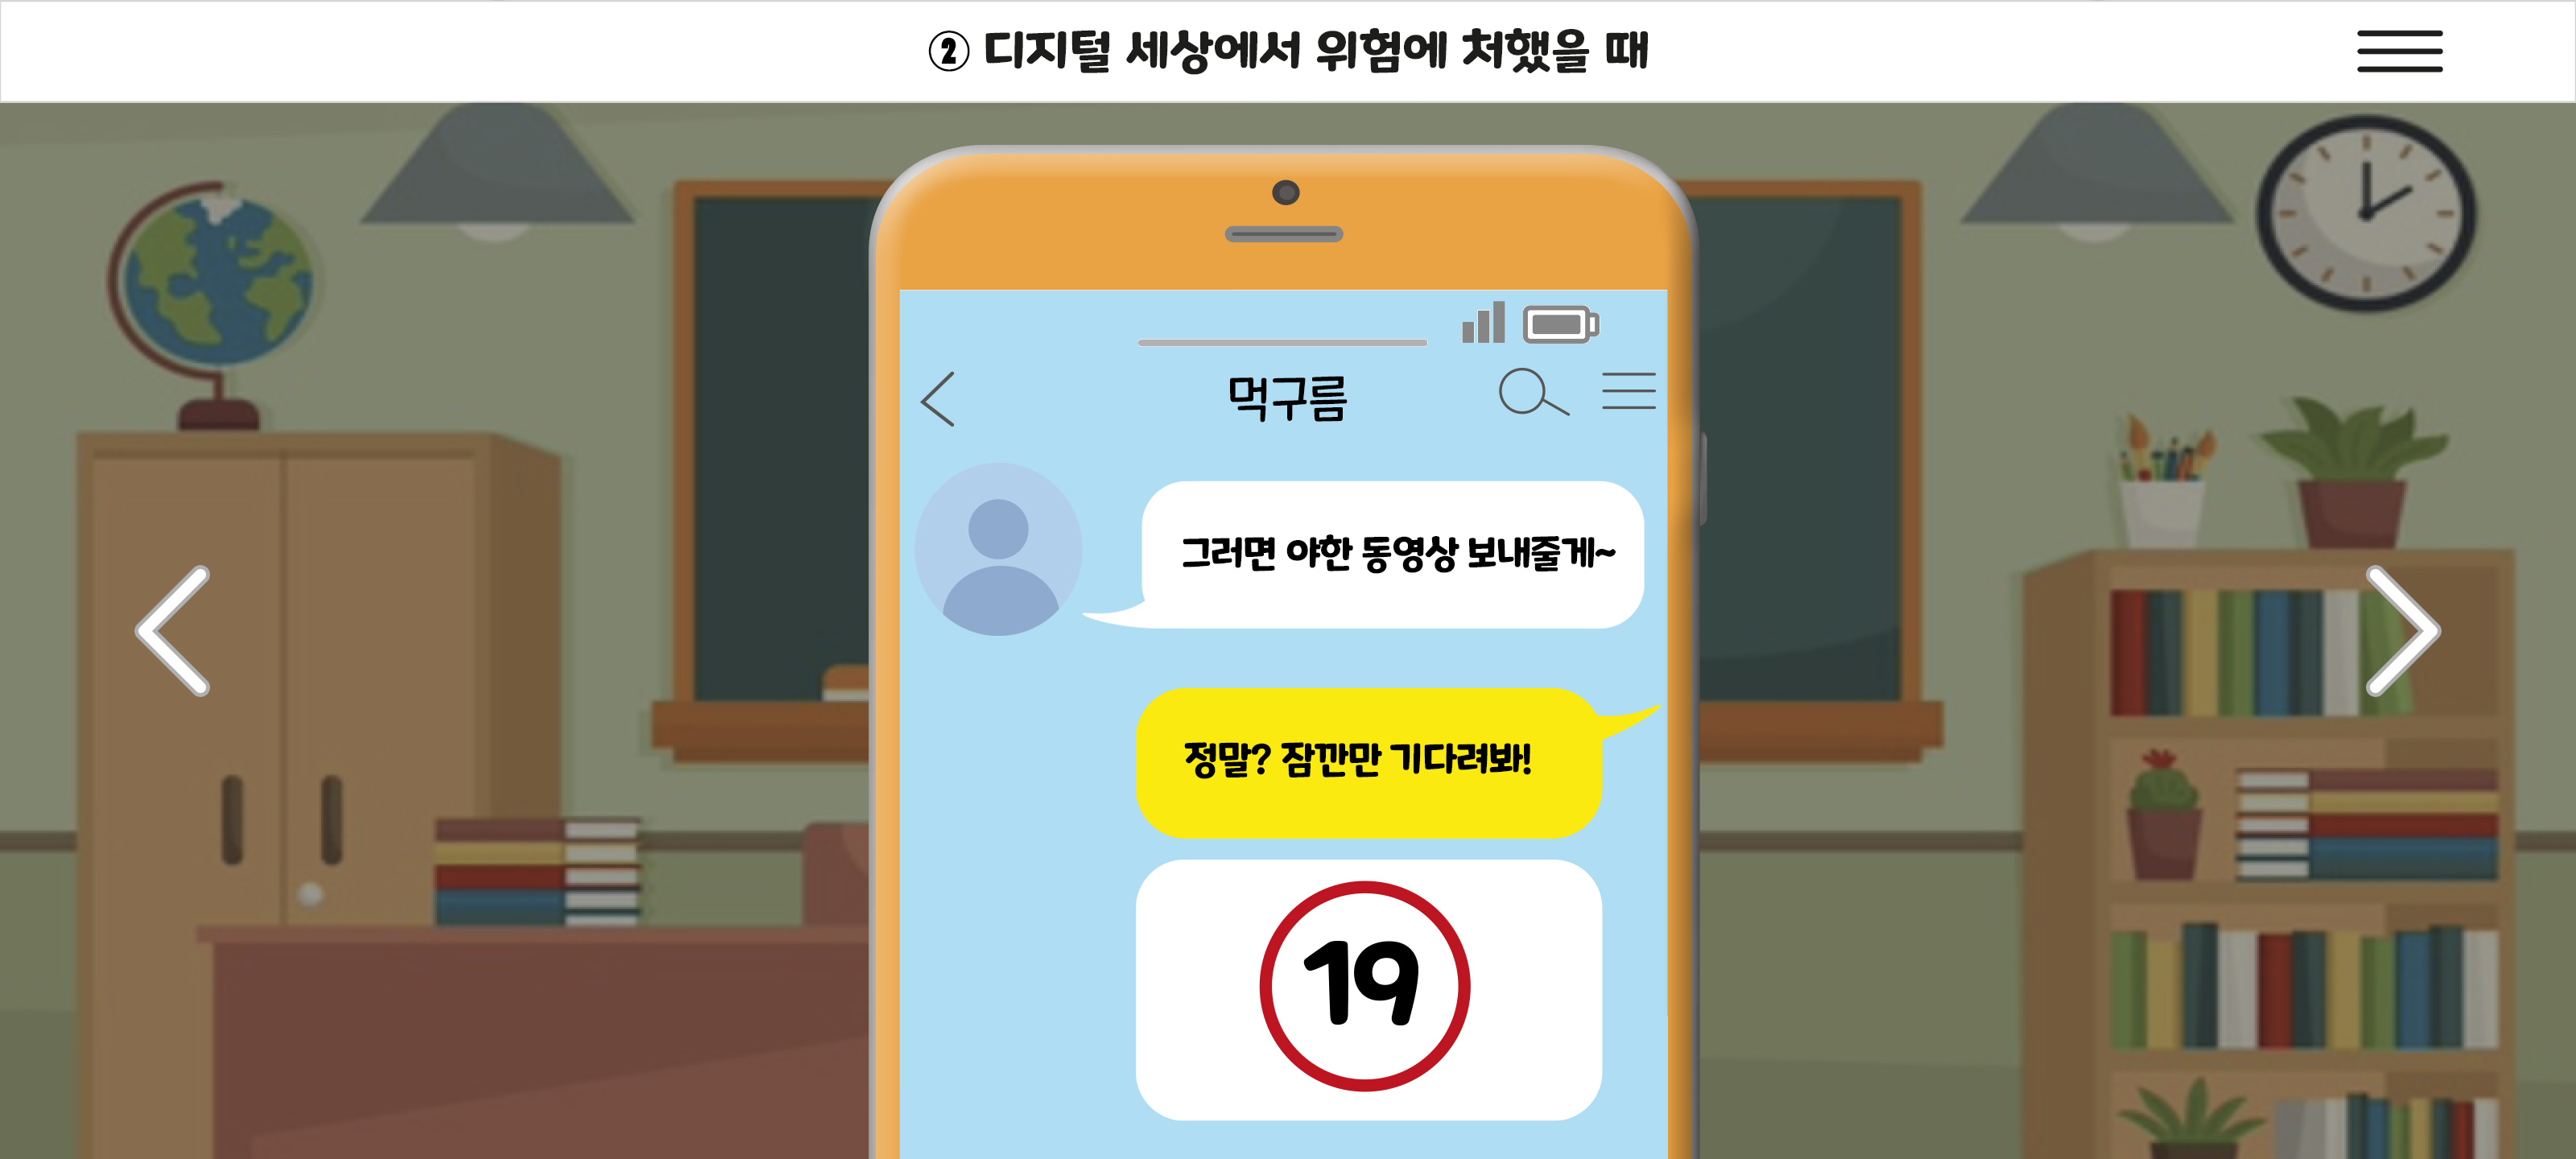 ② 디지털 세상에서 위험에 처했을 때
먹구름
그러면 야한 동영상 보내줄게~
정말? 잠깐만 기다려봐!
19